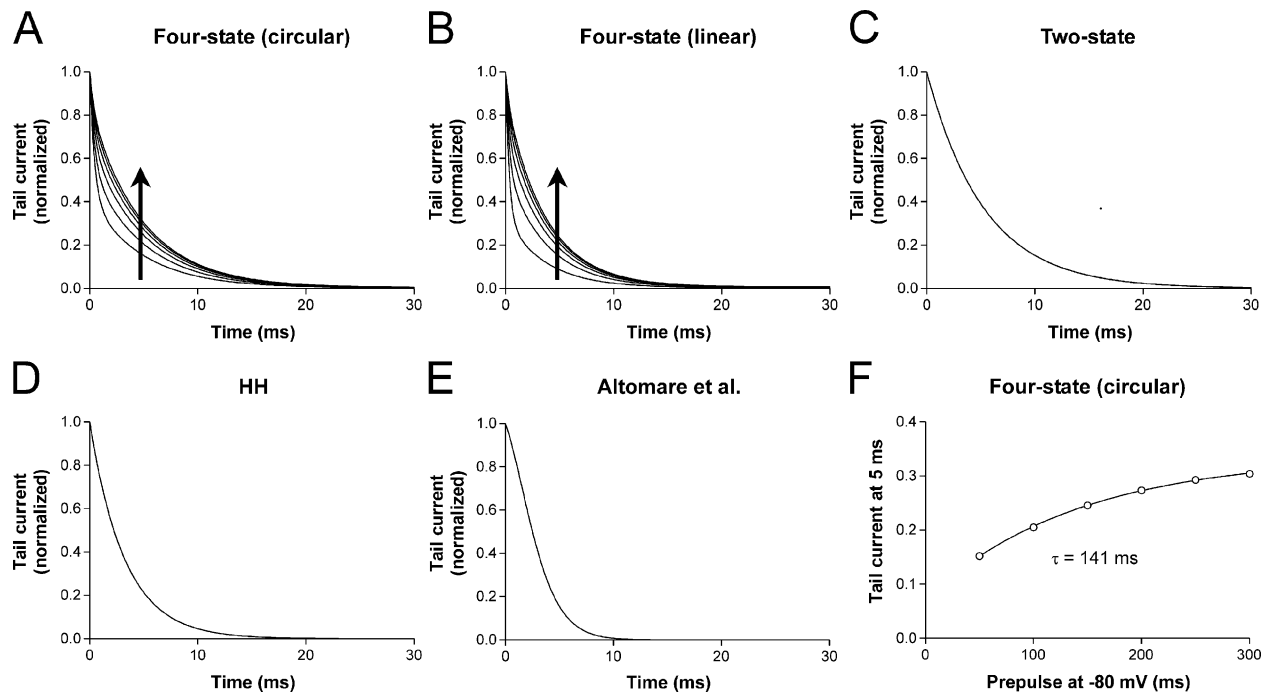 A
Four-state (circular)
Tail current
(normalized)
1.0
0.8
0.6
0.4
0.2
0.0
0
10
20
30
Time (ms)
B
Four-state (linear)
Tail current
(normalized)
1.0
0.8
0.6
0.4
0.2
0.0
0
10
20
30
Time (ms)
C
Two-state
Tail current
(normalized)
1.0
0.8
0.6
0.4
0.2
0.0
0
10
20
30
Time (ms)
D
HH
Tail current
(normalized)
1.0
0.8
0.6
0.4
0.2
0.0
0
10
20
30
Time (ms)
E
Altomare et al.
Tail current
(normalized)
1.0
0.8
0.6
0.4
0.2
0.0
0
10
20
30
Time (ms)
F
Four-state (circular)
Tail current at 5 ms
0.4
0.3
0.2
0.1
0.0
τ = 141 ms
0
100
200
300
Prepulse at -80 mV (ms)